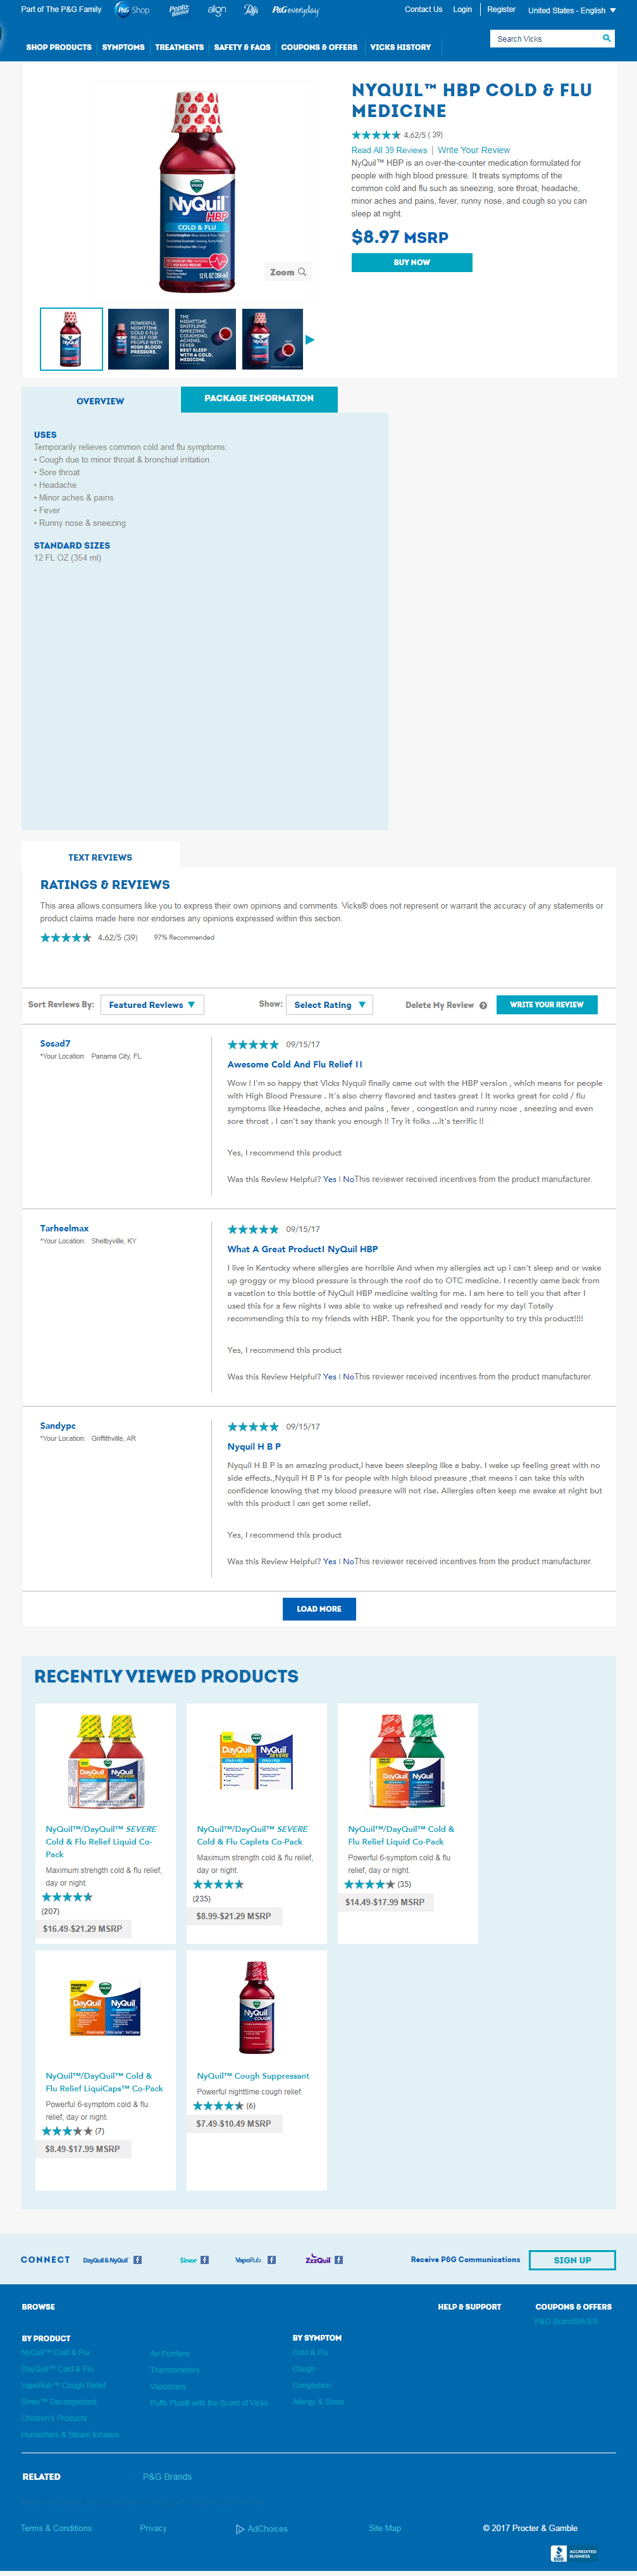 Part of The P&G Family
P&G Shop
Pepto-Bismol
align
Puffs
P&G everyday
Contact Us
Login
Register
United States - English
SHOP PRODUCTS
SYMPTOMS
TREATMENTS
SAFETY & FAQS
COUPONS & OFFERS
VICKS HISTORY
Search Vicks
NYQUIL™ HBP COLD & FLU
MEDICINE
4.62/5 ( 39)
Read All 39 Reviews | Write Your Review
NyQuil™ HBP is an over-the-counter medication formulated for
people with high blood pressure. It treats symptoms of the
common cold and flu such as sneezing, sore throat, headache,
minor aches and pains, fever, runny nose, and cough so you can
sleep at night.
$8.97 MSRP
BUY NOW
VICKS
NyQuil
HBP
COLD & FLU
12 FL OZ (354 ml)
Zoom
POWERFUL
NIGHTTIME
COLD & FLU
RELIEF FOR
PEOPLE WITH
HIGH BLOOD
PRESSURE.
THE
NIGHTTIME,
SNIFFLING,
SNEEZING,
COUGHING,
ACHING,
FEVER,
BEST SLEEP
WITH A COLD,
MEDICINE.
OVERVIEW
PACKAGE INFORMATION
USES
Temporarily relieves common cold and flu symptoms:
• Cough due to minor throat & bronchial irritation
• Sore throat
• Headache
• Minor aches & pains
• Fever
• Runny nose & sneezing
STANDARD SIZES
12 FL OZ (354 ml)
TEXT REVIEWS
RATINGS & REVIEWS
This area allows consumers like you to express their own opinions and comments. Vicks® does not represent or warrant the accuracy of any statements or
product claims made here nor endorses any opinions expressed within this section.
4.62/5 (39)
97% Recommended
Sort Reviews By:
Featured Reviews
Show:
Select Rating
Delete My Review
WRITE YOUR REVIEW
Sosad7
*Your Location: Panama City, FL
09/15/17
Awesome Cold And Flu Relief !!
Wow ! I'm so happy that Vicks Nyquil finally came out with the HBP version , which means for people
with High Blood Pressure . It's also cherry flavored and tastes great ! It works great for cold / flu
symptoms like Headache, aches and pains , fever , congestion and runny nose , sneezing and even
sore throat . I can't say thank you enough !! Try it folks ...it's terrific !!
Yes, I recommend this product
Was this Review Helpful? Yes | NoThis reviewer received incentives from the product manufacturer.
Tarheelmax
*Your Location: Shelbyville, KY
09/15/17
What A Great Product! NyQuil HBP
I live in Kentucky where allergies are horrible And when my allergies act up i can't sleep and or wake
up groggy or my blood pressure is through the roof do to OTC medicine. I recently came back from
a vacation to this bottle of NyQuil HBP medicine waiting for me. I am here to tell you that after I
used this for a few nights I was able to wake up refreshed and ready for my day! Totally
recommending this to my friends with HBP. Thank you for the opportunity to try this product!!!!
Yes, I recommend this product
Was this Review Helpful? Yes | NoThis reviewer received incentives from the product manufacturer.
Sandypc
*Your Location: Griffithville, AR
09/15/17
Nyquil H B P
Nyquil H B P is an amazing product,i have been sleeping like a baby. I wake up feeling great with no
side effects.,Nyquil H B P is for people with high blood preasure ,that means i can take this with
confidence knowing that my blood preasure will not rise. Allergies often keep me awake at night but
with this product i can get some relief.
Yes, I recommend this product
Was this Review Helpful? Yes | NoThis reviewer received incentives from the product manufacturer.
LOAD MORE
RECENTLY VIEWED PRODUCTS
NyQuil™/DayQuil™ SEVERE
Cold & Flu Relief Liquid Co-
Pack
Maximum strength cold & flu relief,
day or night.
(207)
$16.49-$21.29 MSRP
NyQuil™/DayQuil™ SEVERE
Cold & Flu Caplets Co-Pack
Maximum strength cold & flu relief,
day or night.
(235)
$8.99-$21.29 MSRP
NyQuil™/DayQuil™ Cold &
Flu Relief Liquid Co-Pack
Powerful 6-symptom cold & flu
relief, day or night.
(35)
$14.49-$17.99 MSRP
NyQuil™/DayQuil™ Cold &
Flu Relief LiquiCaps™ Co-Pack
Powerful 6-symptom cold & flu
relief, day or night.
(7)
$8.49-$17.99 MSRP
NyQuil™ Cough Suppressant
Powerful nighttime cough relief.
(6)
$7.49-$10.49 MSRP
CONNECT
DayQuil & NyQuil
Sinex
VapoRub
ZzzQuil
Receive P&G Communications
SIGN UP
BROWSE
HELP & SUPPORT
COUPONS & OFFERS
P&G BrandSAVER
BY PRODUCT
NyQuil™ Cold & Flu
DayQuil™ Cold & Flu
VapoRub™ Cough Relief
Sinex™ Decongestant
Children's Products
Humidifiers & Steam Inhalers
Air Purifiers
Thermometers
Vaporizers
Puffs Plus® with the Scent of Vicks
BY SYMPTOM
Cold & Flu
Cough
Congestion
Allergy & Sinus
RELATED
P&G Brands
Terms & Conditions
Privacy
AdChoices
Site Map
© 2017 Procter & Gamble
BBB
ACCREDITED
BUSINESS